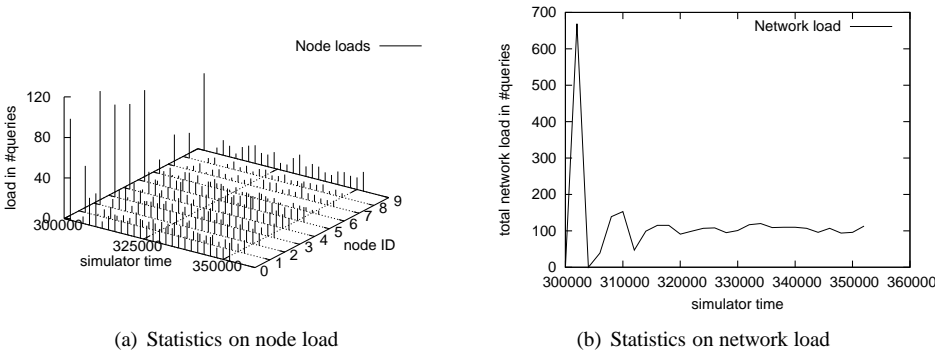 Node loads
load in #queries
120
80
40
0
300000
325000
350000
simulator time
0
1
2
3
4
5
6
7
8
9
node ID
(a) Statistics on node load
total network load in #queries
700
600
500
400
300
200
100
0
Network load
300000 310000 320000 330000 340000 350000 360000
simulator time
(b) Statistics on network load